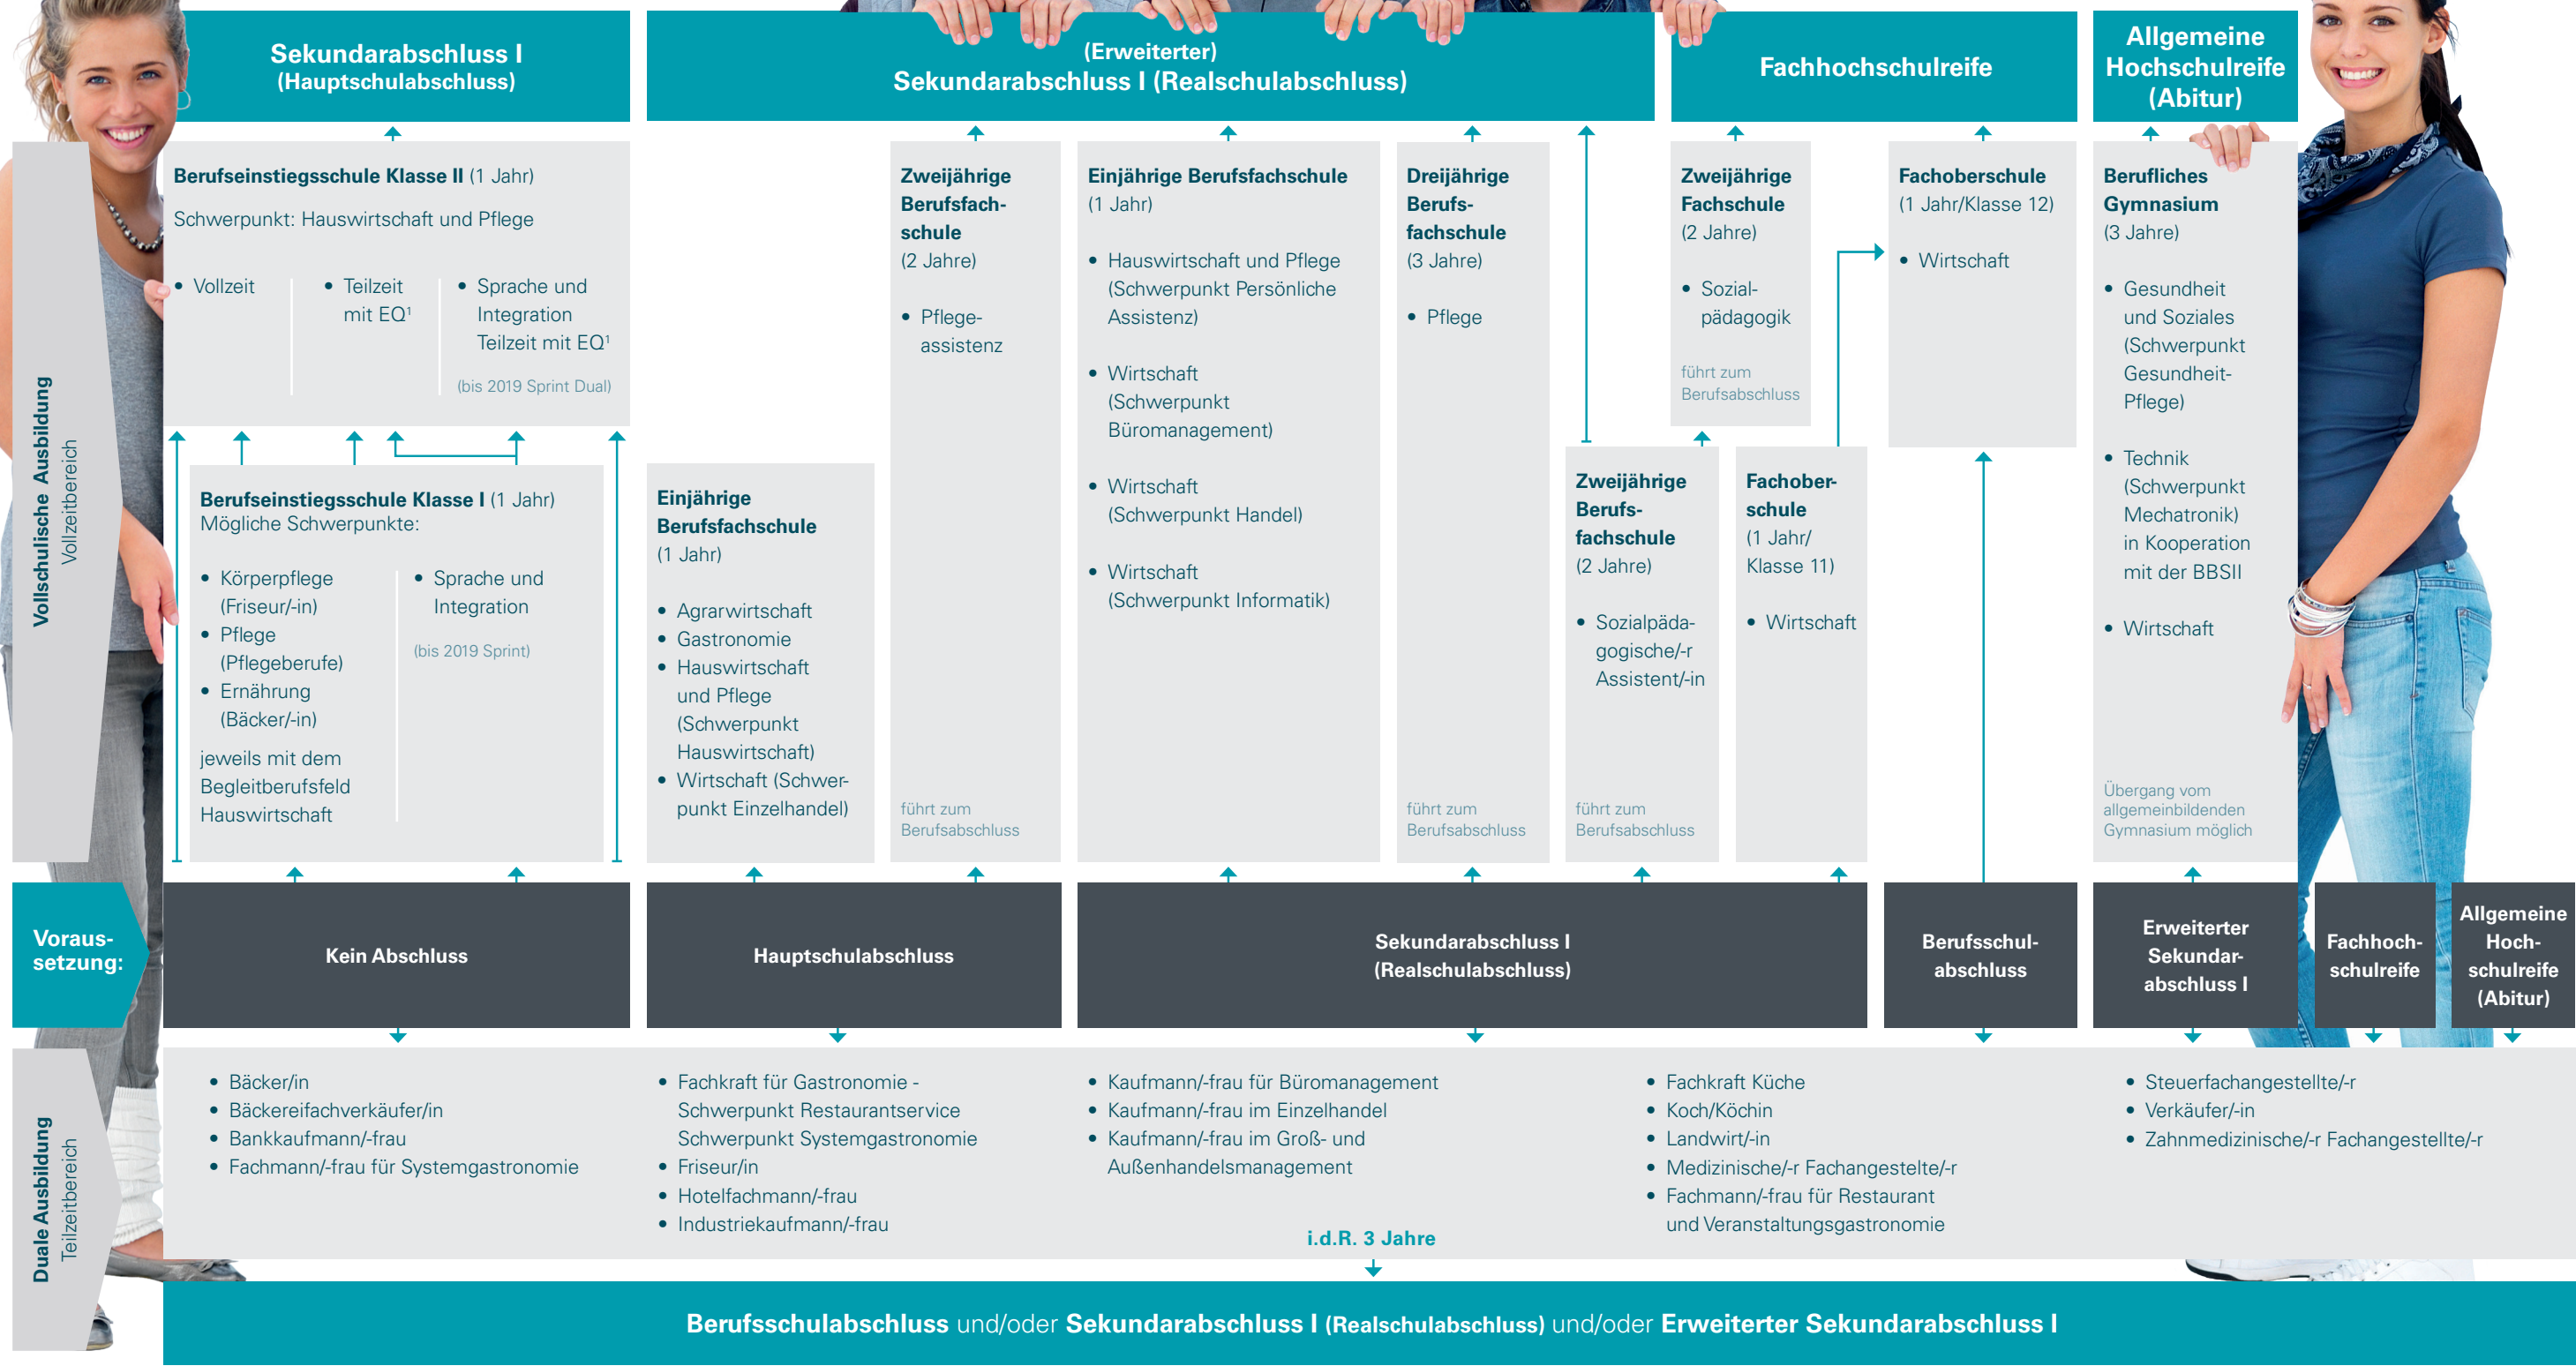 Sekundarabschluss I
(Hauptschulabschluss)
(Erweiterter)
Sekundarabschluss I (Realschulabschluss)
Fachhochschulreife
Allgemeine
Hochschulreife
(Abitur)
Vollschulische Ausbildung
Vollzeitbereich
Berufseinstiegsschule Klasse II (1 Jahr)
Schwerpunkt: Hauswirtschaft und Pflege
• Vollzeit
• Teilzeit
mit EQ¹
• Sprache und
Integration
Teilzeit mit EQ¹
(bis 2019 Sprint Dual)
Berufseinstiegsschule Klasse I (1 Jahr)
Mögliche Schwerpunkte:
• Körperpflege
(Friseur/-in)
• Pflege
(Pflegeberufe)
• Ernährung
(Bäcker/-in)
jeweils mit dem
Begleitberufsfeld
Hauswirtschaft
• Sprache und
Integration
(bis 2019 Sprint)
Einjährige
Berufsfachschule
(1 Jahr)
• Agrarwirtschaft
• Gastronomie
• Hauswirtschaft
und Pflege
(Schwerpunkt
Hauswirtschaft)
• Wirtschaft (Schwer-
punkt Einzelhandel)
Zweijährige
Berufsfach-
schule
(2 Jahre)
• Pflege-
assistenz
führt zum
Berufsabschluss
Einjährige Berufsfachschule
(1 Jahr)
• Hauswirtschaft und Pflege
(Schwerpunkt Persönliche
Assistenz)
• Wirtschaft
(Schwerpunkt
Büromanagement)
• Wirtschaft
(Schwerpunkt Handel)
• Wirtschaft
(Schwerpunkt Informatik)
Dreijährige
Berufs-
fachschule
(3 Jahre)
• Pflege
führt zum
Berufsabschluss
Zweijährige
Berufs-
fachschule
(2 Jahre)
• Sozialpäda-
gogische/-r
Assistent/-in
führt zum
Berufsabschluss
Zweijährige
Fachschule
(2 Jahre)
• Sozial-
pädagogik
führt zum
Berufsabschluss
Fachober-
schule
(1 Jahr/
Klasse 11)
• Wirtschaft
Fachoberschule
(1 Jahr/Klasse 12)
• Wirtschaft
Berufliches
Gymnasium
(3 Jahre)
• Gesundheit
und Soziales
(Schwerpunkt
Gesundheit-
Pflege)
• Technik
(Schwerpunkt
Mechatronik)
in Kooperation
mit der BBSII
• Wirtschaft
Übergang vom
allgemeinbildenden
Gymnasium möglich
Voraus-
setzung:
Kein Abschluss
Hauptschulabschluss
Sekundarabschluss I
(Realschulabschluss)
Berufsschul-
abschluss
Erweiterter
Sekundar-
abschluss I
Fachhoch-
schulreife
Allgemeine
Hoch-
schulreife
(Abitur)
Duale Ausbildung
Teilzeitbereich
• Bäcker/in
• Bäckereifachverkäufer/in
• Bankkaufmann/-frau
• Fachmann/-frau für Systemgastronomie
• Fachkraft für Gastronomie -
Schwerpunkt Restaurantservice
Schwerpunkt Systemgastronomie
• Friseur/in
• Hotelfachmann/-frau
• Industriekaufmann/-frau
• Kaufmann/-frau für Büromanagement
• Kaufmann/-frau im Einzelhandel
• Kaufmann/-frau im Groß- und
Außenhandelsmanagement
• Fachkraft Küche
• Koch/Köchin
• Landwirt/-in
• Medizinische/-r Fachangestelte/-r
• Fachmann/-frau für Restaurant
und Veranstaltungsgastronomie
• Steuerfachangestellte/-r
• Verkäufer/-in
• Zahnmedizinische/-r Fachangestellte/-r
i.d.R. 3 Jahre
Berufsschulabschluss und/oder Sekundarabschluss I (Realschulabschluss) und/oder Erweiterter Sekundarabschluss I